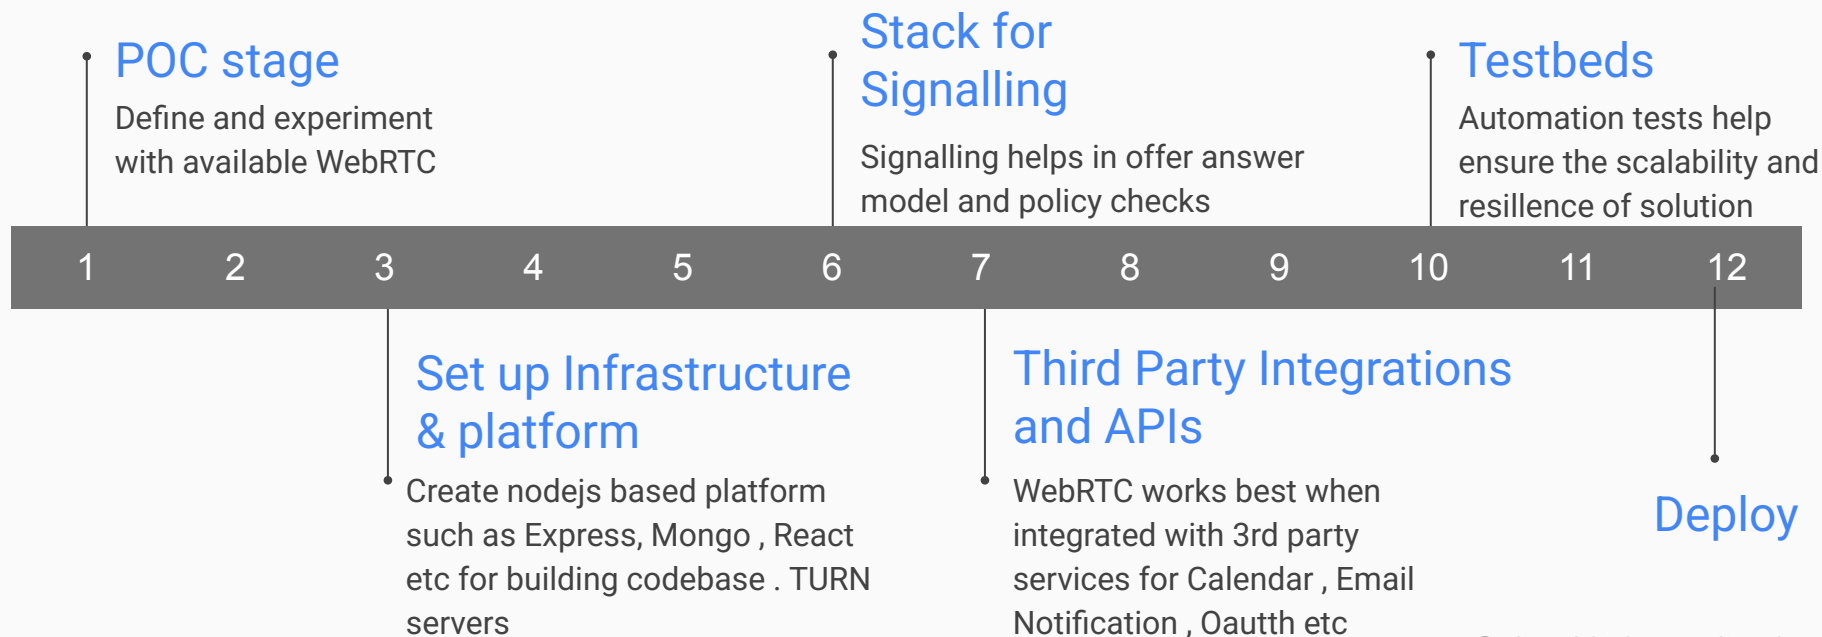 POC stage
Define and experiment
with available WebRTC
Stack for
Signalling
Signalling helps in offer answer
model and policy checks
Testbeds
Automation tests help
ensure the scalability and
resillence of solution
1 2 3 4 5 6 7 8 9 10 11 12
Set up Infrastructure
& platform
Create nodejs based platform
such as Express, Mongo , React
etc for building codebase . TURN
servers
Third Party Integrations
and APIs
WebRTC works best when
integrated with 3rd party
services for Calendar , Email
Notification , Oautth etc
Deploy